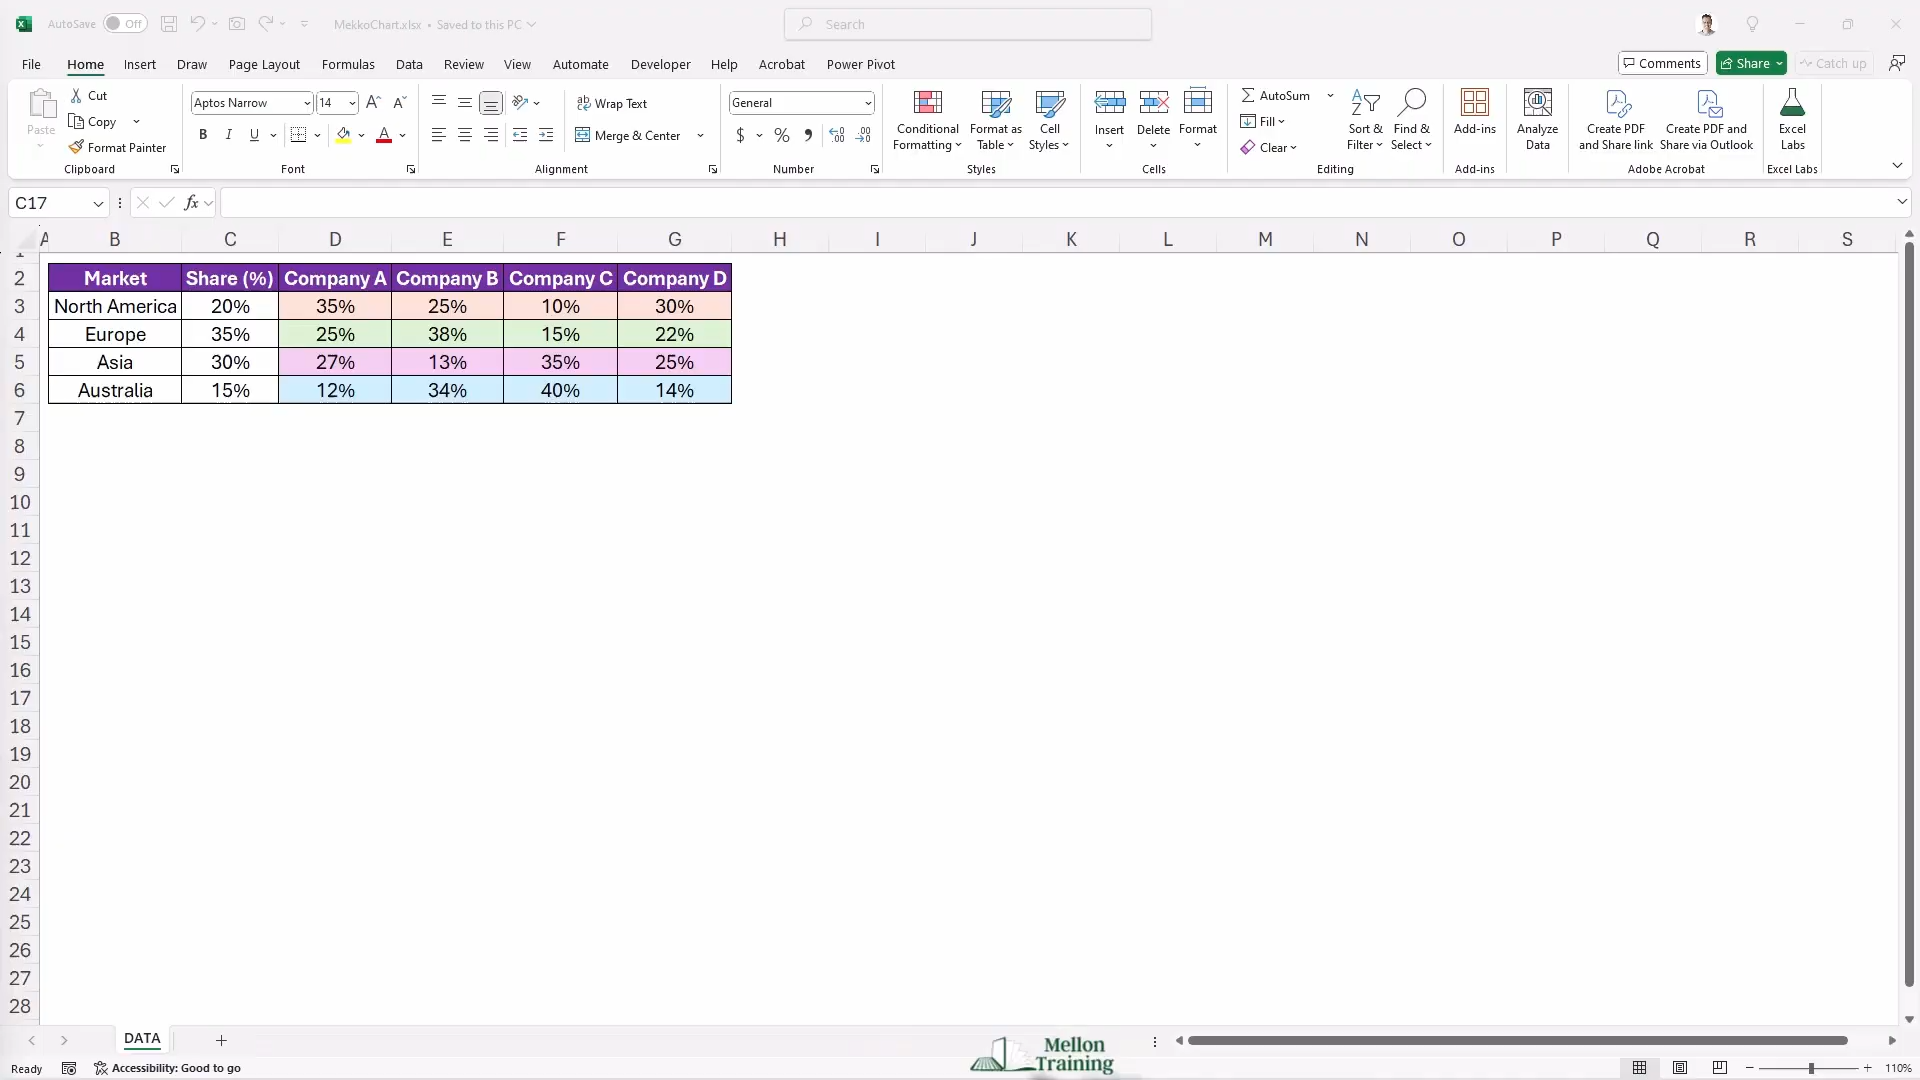 AutoSave Off MekkoChart.xlsx • Saved to this PC Search
File Home Insert Draw Page Layout Formulas Data Review View Automate Developer Help Acrobat Power Pivot Comments Share Catch up
Paste Cut Copy Format Painter Clipboard
Aptos Narrow 14 B I U A Font
ab Wrap Text Merge & Center Alignment
General $ % Number
Conditional Formatting Format as Table Cell Styles Styles
Insert Delete Format Cells
AutoSum Fill Clear Sort & Filter Find & Select Editing
Add-ins Add-ins
Analyze Data
Create PDF and Share link Create PDF and Share via Outlook Adobe Acrobat
Excel Labs Excel Labs
C17 fx
A B C D E F G H I J K L M N O P Q R S
1
2 Market Share (%) Company A Company B Company C Company D
3 North America 20% 35% 25% 10% 30%
4 Europe 35% 25% 38% 15% 22%
5 Asia 30% 27% 13% 35% 25%
6 Australia 15% 12% 34% 40% 14%
7
8
9
10
11
12
13
14
15
16
17
18
19
20
21
22
23
24
25
26
27
28
DATA
Mellon
Training
Ready Accessibility: Good to go 110%